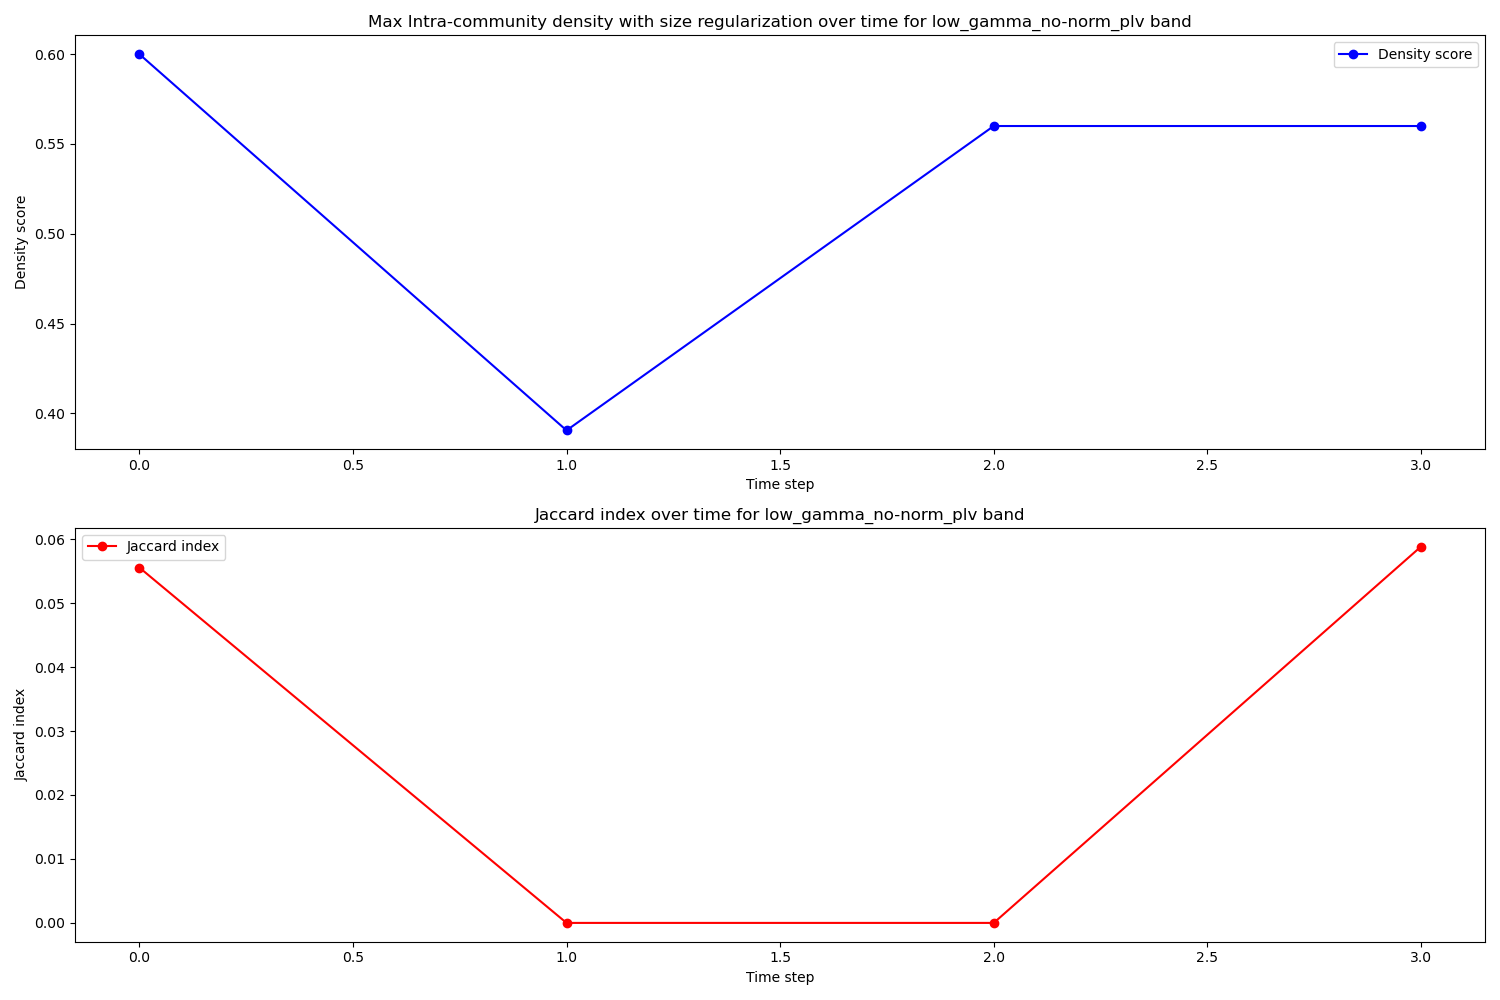 Max Intra-community density with size regularization over time for low_gamma_no-norm_plv band
Density score
0.60
0.55
0.50
0.45
0.40
Density score
0.0 0.5 1.0 1.5 2.0 2.5 3.0
Time step
Jaccard index over time for low_gamma_no-norm_plv band
Jaccard index
0.06
0.05
0.04
0.03
0.02
0.01
0.00
Jaccard index
0.0 0.5 1.0 1.5 2.0 2.5 3.0
Time step